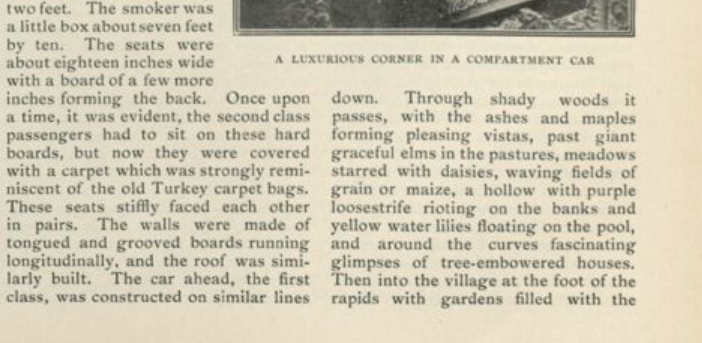 two feet. The smoker was
a little box about seven feet
by ten. The seats were
about eighteen inches wide
with a board of a few more
inches forming the back. Once upon
a time, it was evident, the second class
passengers had to sit on these hard
boards, but now they were covered
with a carpet which was strongly remi-
niscent of the old Turkey carpet bags.
These seats stiffly faced each other
in pairs. The walls were made of
tongued and grooved boards running
longitudinally, and the roof was simi-
larly built. The car ahead, the first
class, was constructed on similar lines
A LUXURIOUS CORNER IN A COMPARTMENT CAR
down. Through shady woods it
passes, with the ashes and maples
forming pleasing vistas, past giant
graceful elms in the pastures, meadows
starred with daisies, waving fields of
grain or maize, a hollow with purple
loosestrife rioting on the banks and
yellow water lilies floating on the pool,
and around the curves fascinating
glimpses of tree-embowered houses.
Then into the village at the foot of the
rapids with gardens filled with the